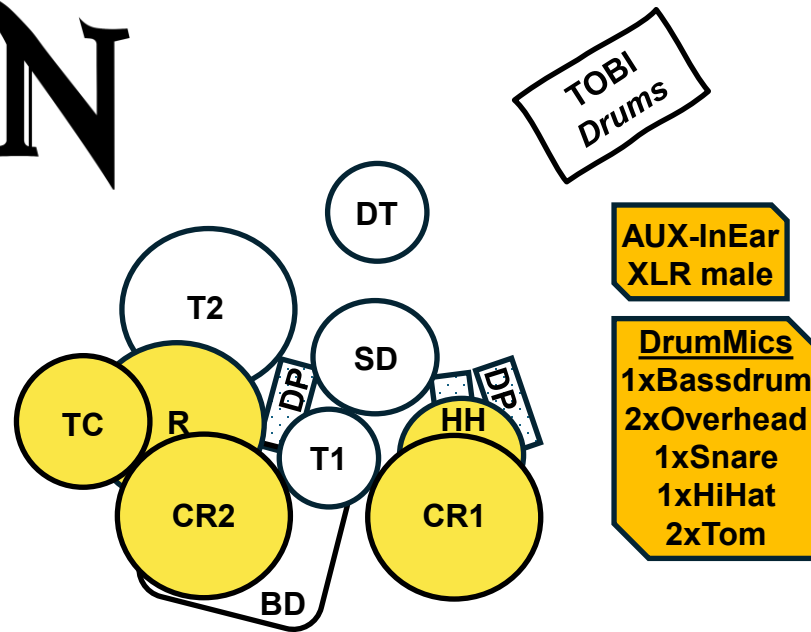 N
TOBI
Drums
DT
AUX-InEar
XLR male
T2
SD
DrumMics
1xBassdrum
2xOverhead
1xSnare
1xHiHat
2xTom
DP
DP
TC
R
HH
T1
CR2
CR1
BD